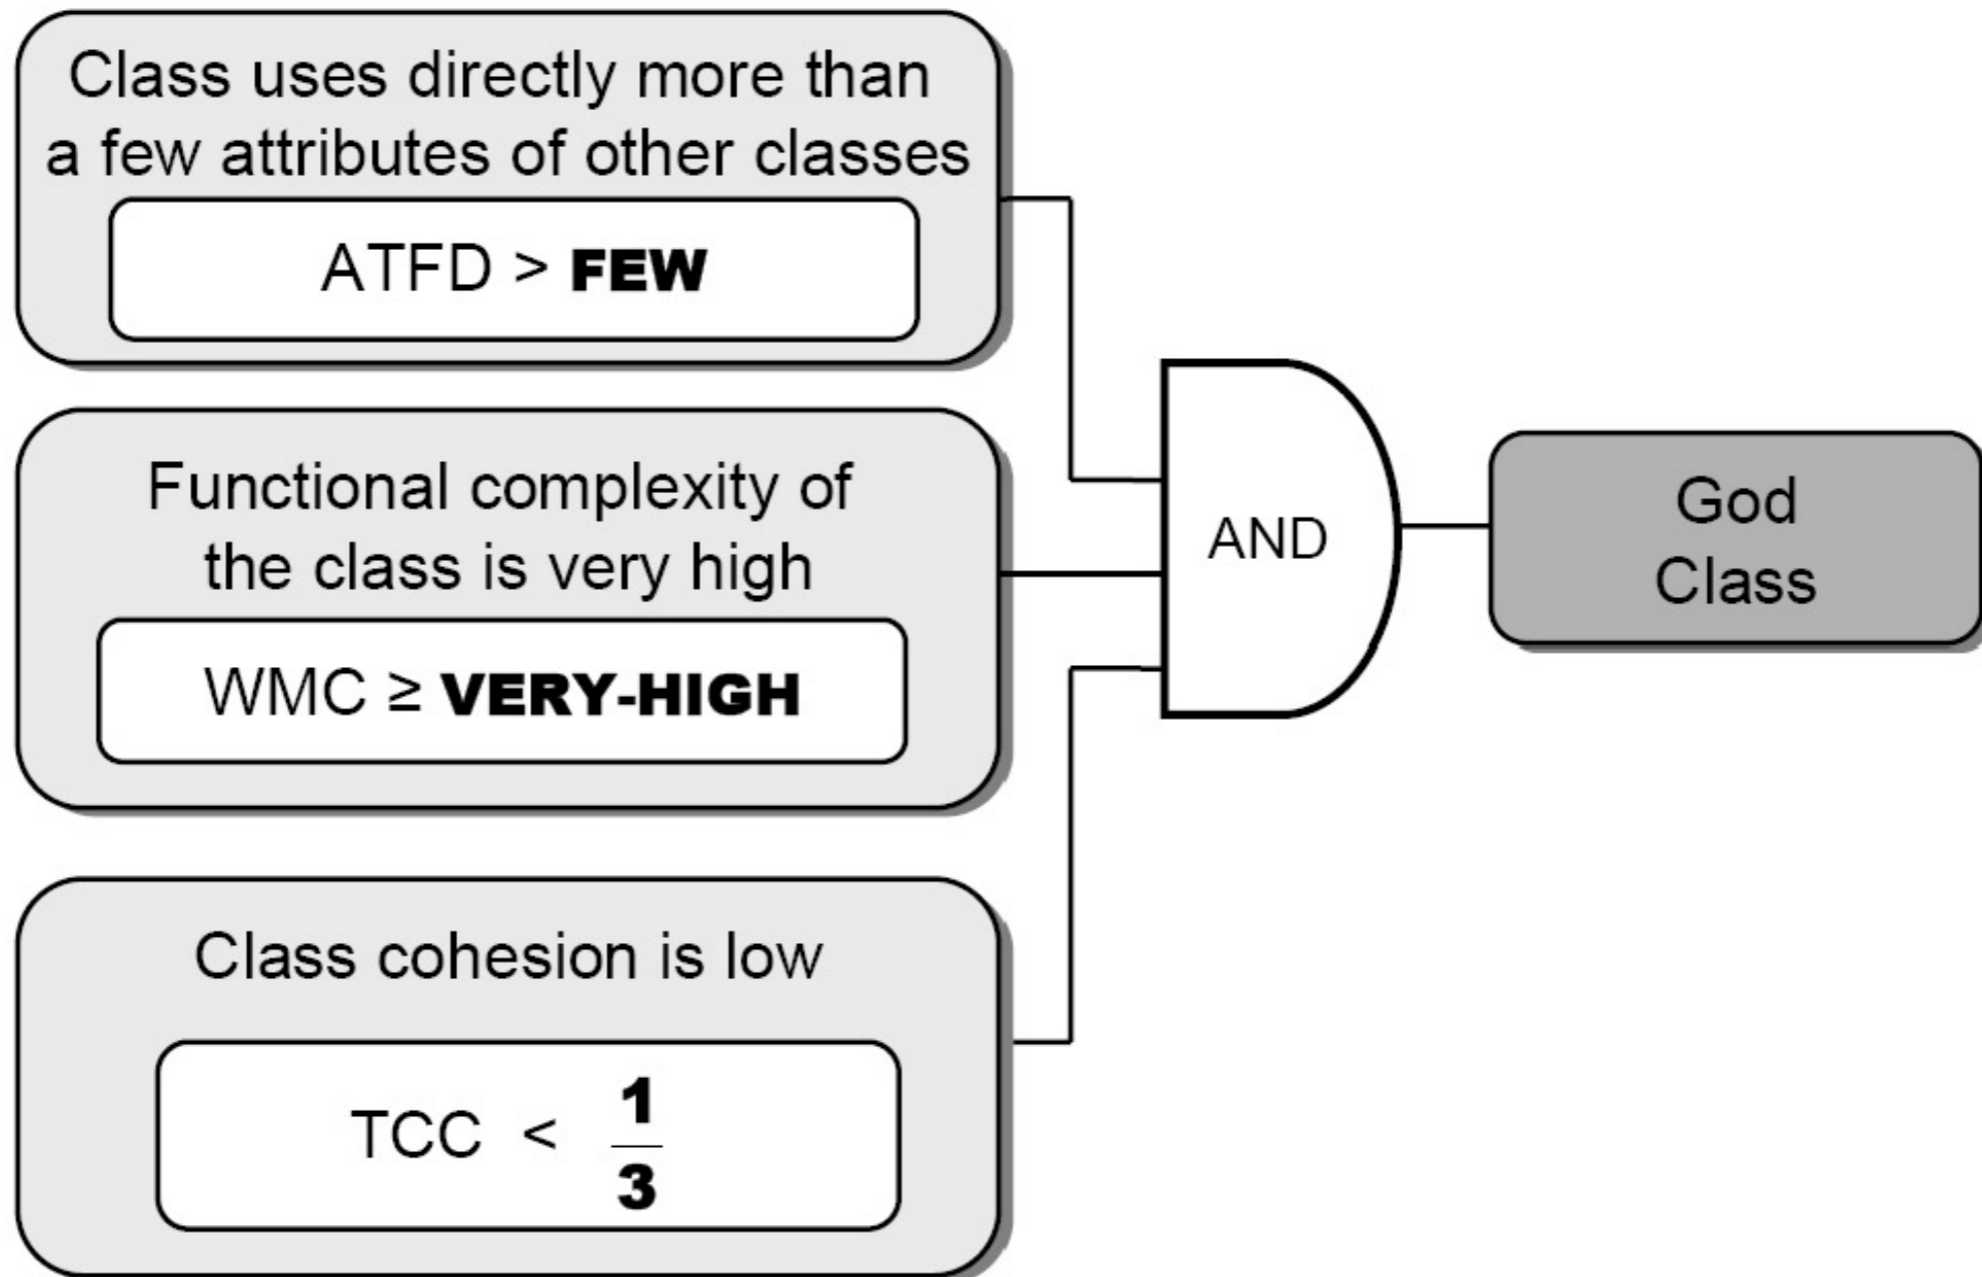 Class uses directly more than
a few attributes of other classes
ATFD > FEW
Functional complexity of
the class is very high
WMC ≥ VERY-HIGH
Class cohesion is low
TCC < 1/3
AND
God
Class